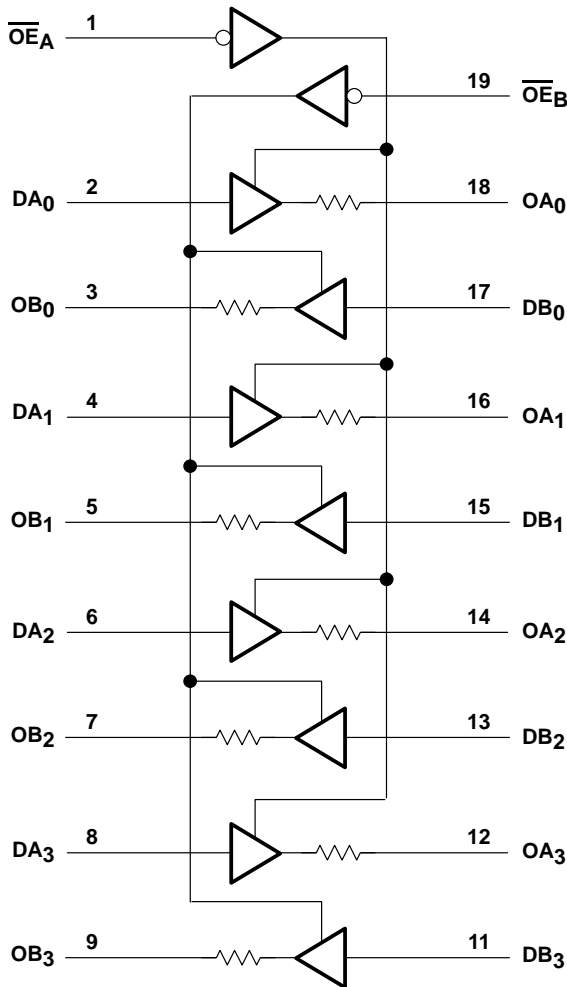 OEA 1
19 OEB
DA0 2 18 OA0
OB0 3 17 DB0
DA1 4 16 OA1
OB1 5 15 DB1
DA2 6 14 OA2
OB2 7 13 DB2
DA3 8 12 OA3
OB3 9 11 DB3